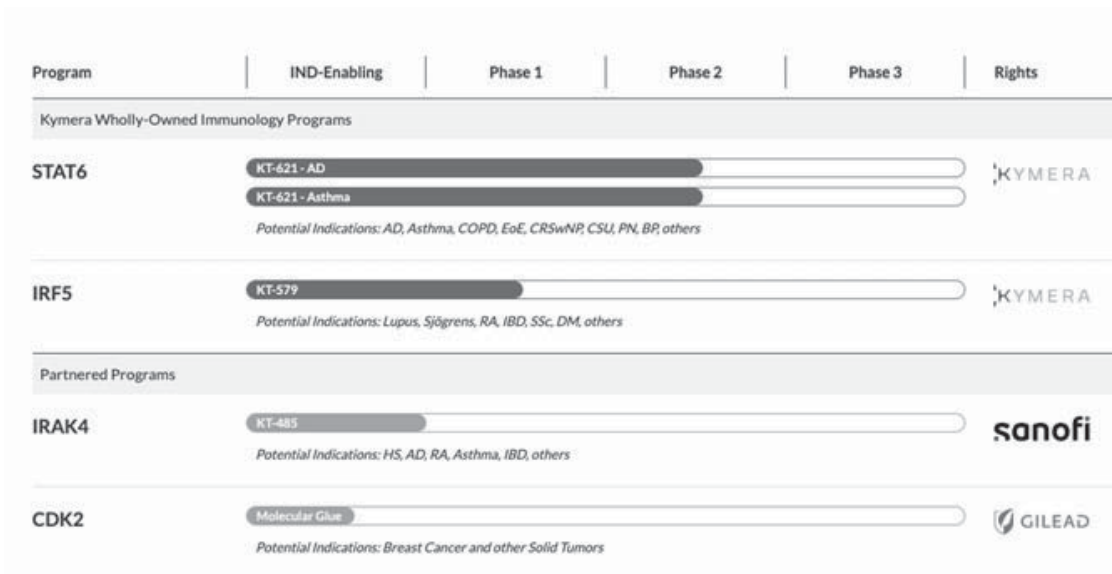 Program IND-Enabling Phase 1 Phase 2 Phase 3 Rights
Kymera Wholly-Owned Immunology Programs
STAT6
KT-621 - AD
KYMERA
KT-621 - Asthma
Potential Indications: AD, Asthma, COPD, EoE, CRSwNP, CSU, PN, BP, others
IRF5
KT-579
KYMERA
Potential Indications: Lupus, Sjögrens, RA, IBD, SSc, DM, others
Partnered Programs
IRAK4
KT-485
sanofi
Potential Indications: HS, AD, RA, Asthma, IBD, others
CDK2
Molecular Glue
GILEAD
Potential Indications: Breast Cancer and other Solid Tumors